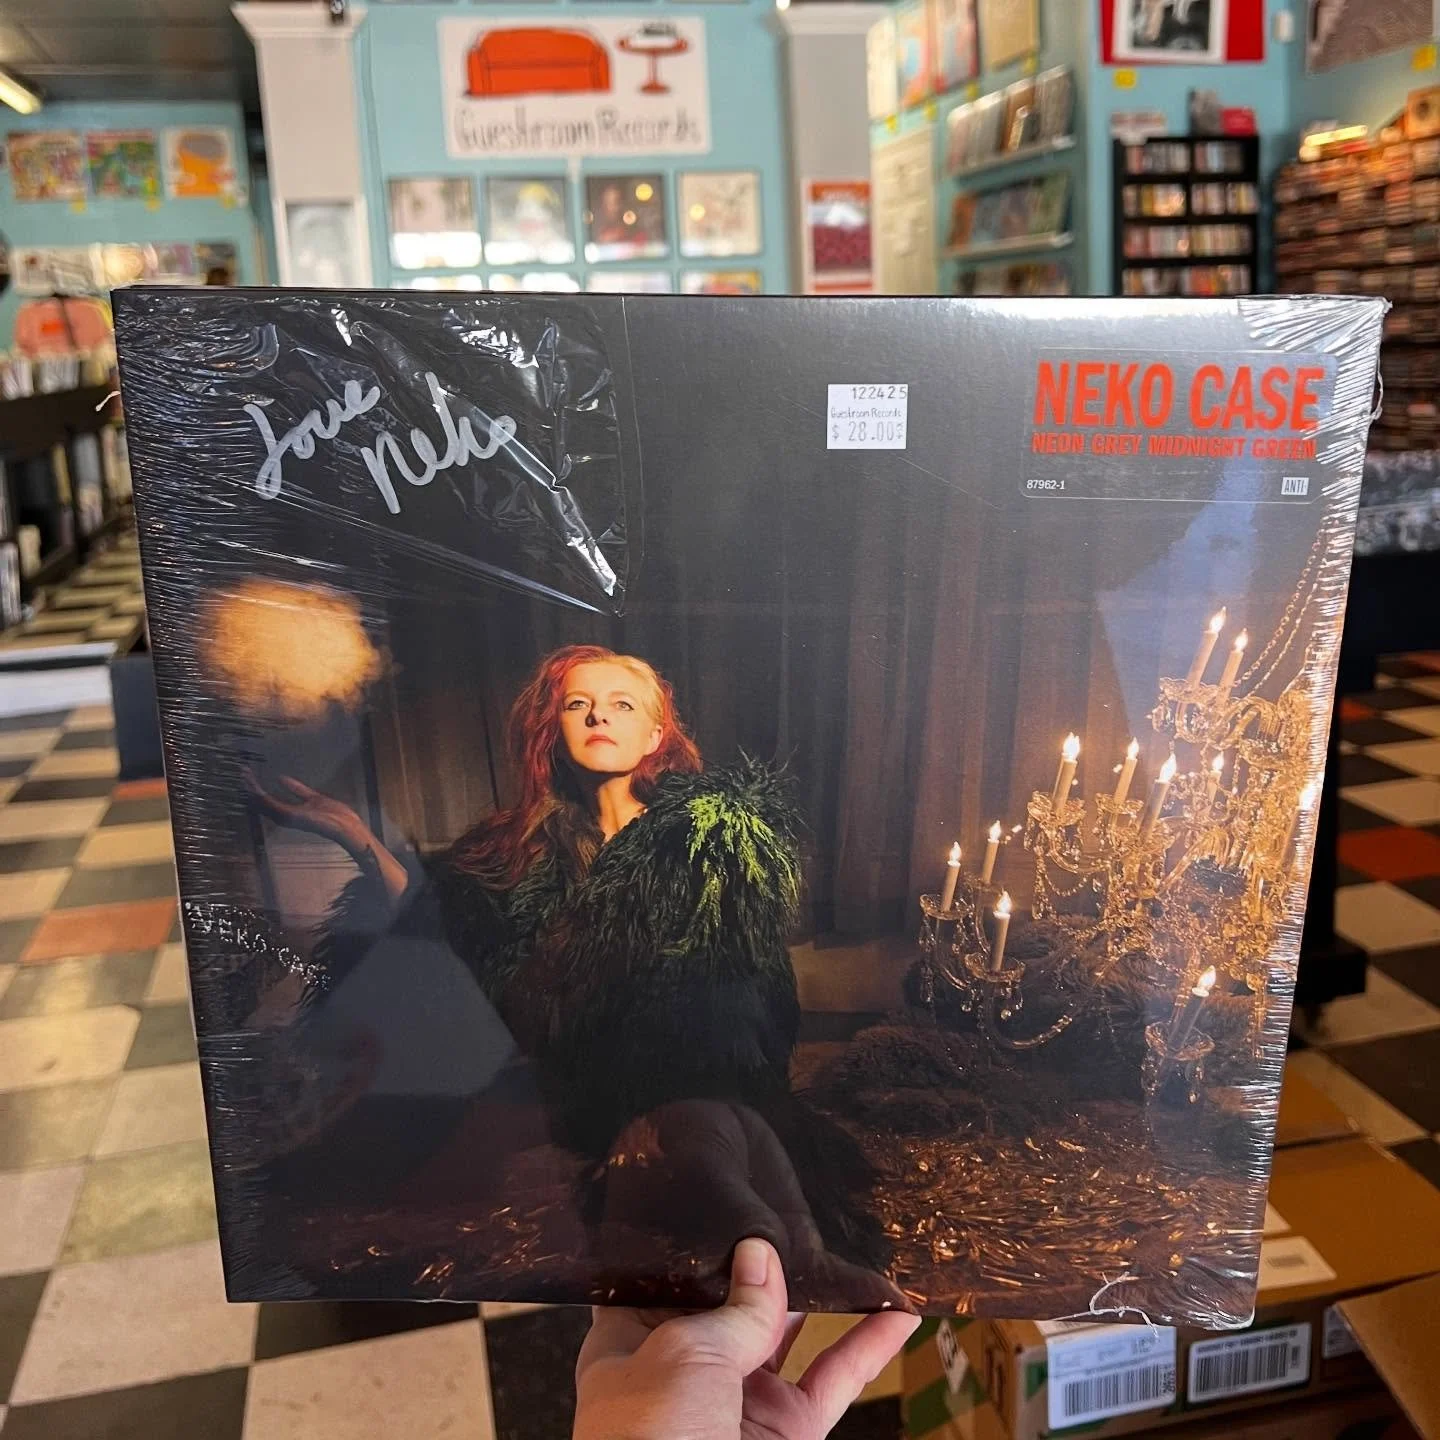 Guestroom Records
Love
Neko
122425
Guestroom Records
$ 28.00
NEKO CASE
NEON GREY MIDNIGHT GREEN
87962-1
ANTI-
NEKO CASE